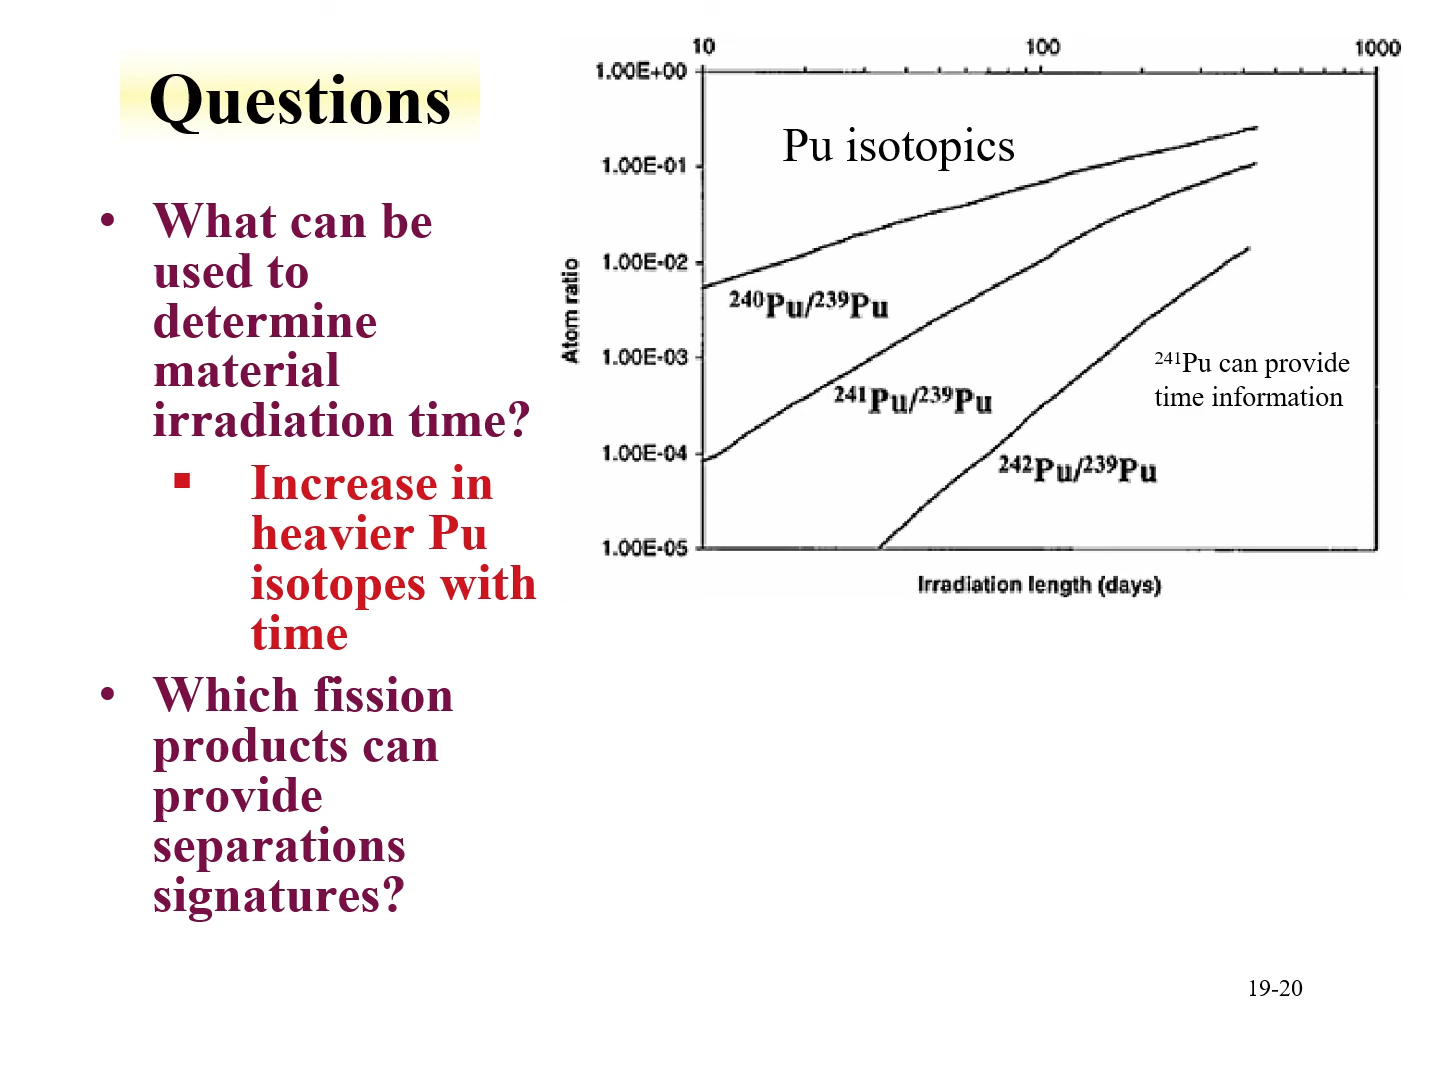 Questions
• What can be
used to
determine
material
irradiation time?
▪ Increase in
heavier Pu
isotopes with
time
• Which fission
products can
provide
separations
signatures?
10 100 1000
1.00E+00
1.00E-01
1.00E-02
1.00E-03
1.00E-04
1.00E-05
Atom ratio
Pu isotopics
²⁴⁰Pu/²³⁹Pu
²⁴¹Pu/²³⁹Pu
²⁴²Pu/²³⁹Pu
²⁴¹Pu can provide
time information
Irradiation length (days)
19-20